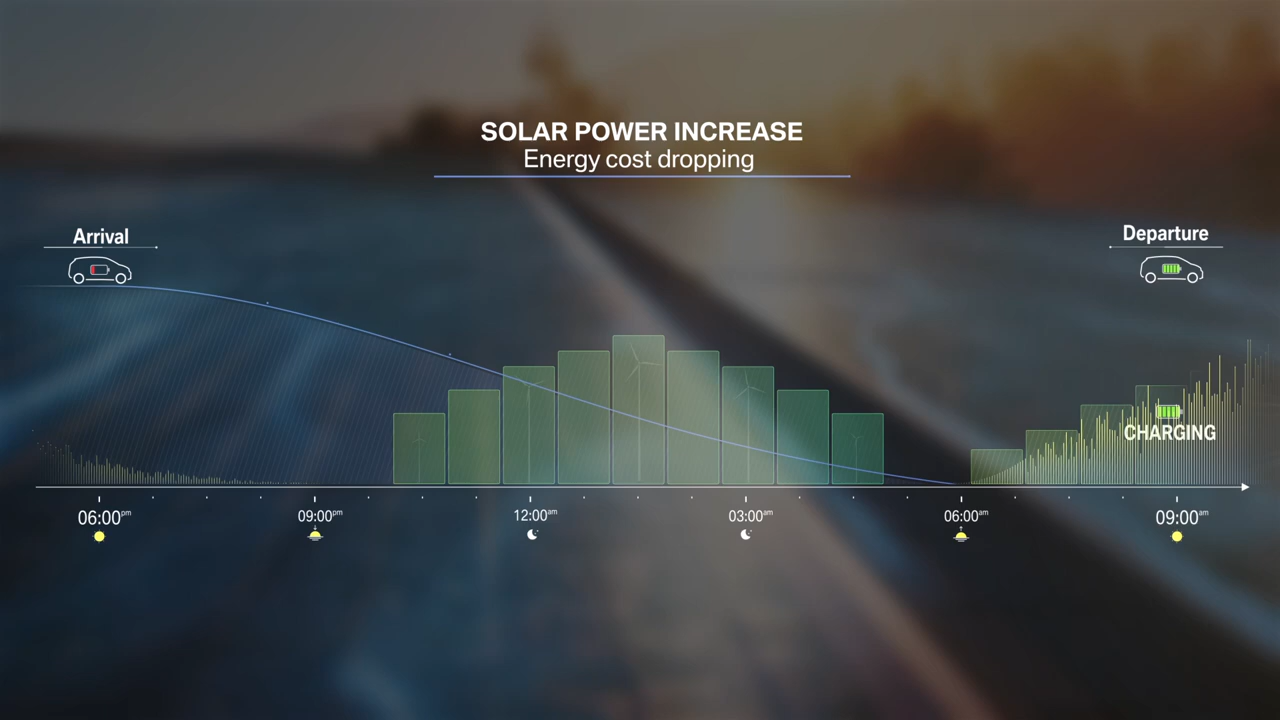 SOLAR POWER INCREASE
Energy cost dropping
Arrival
Departure
CHARGING
06:00pm
09:00pm
12:00am
03:00am
06:00am
09:00am